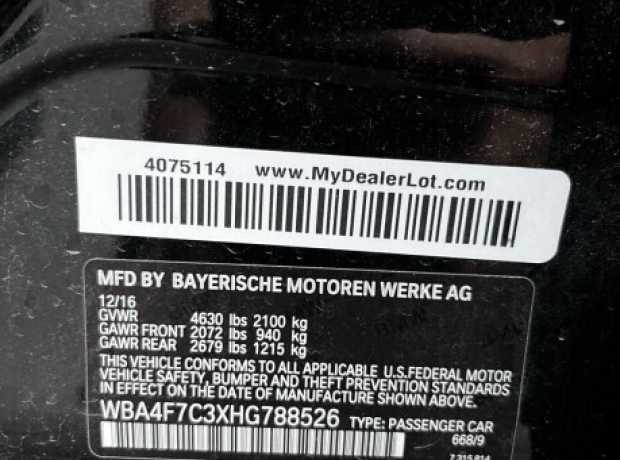 4075114 www.MyDealerLot.com
MFD BY BAYERISCHE MOTOREN WERKE AG
12/16
GVWR 4630 lbs 2100 kg
GAWR FRONT 2072 lbs 940 kg
GAWR REAR 2679 lbs 1215 kg
THIS VEHICLE CONFORMS TO ALL APPLICABLE U.S.FEDERAL MOTOR
VEHICLE SAFETY, BUMPER AND THEFT PREVENTION STANDARDS
IN EFFECT ON THE DATE OF MANUFACTURE SHOWN ABOVE.
WBA4F7C3XHG788526 TYPE: PASSENGER CAR
668/9
7 315 814